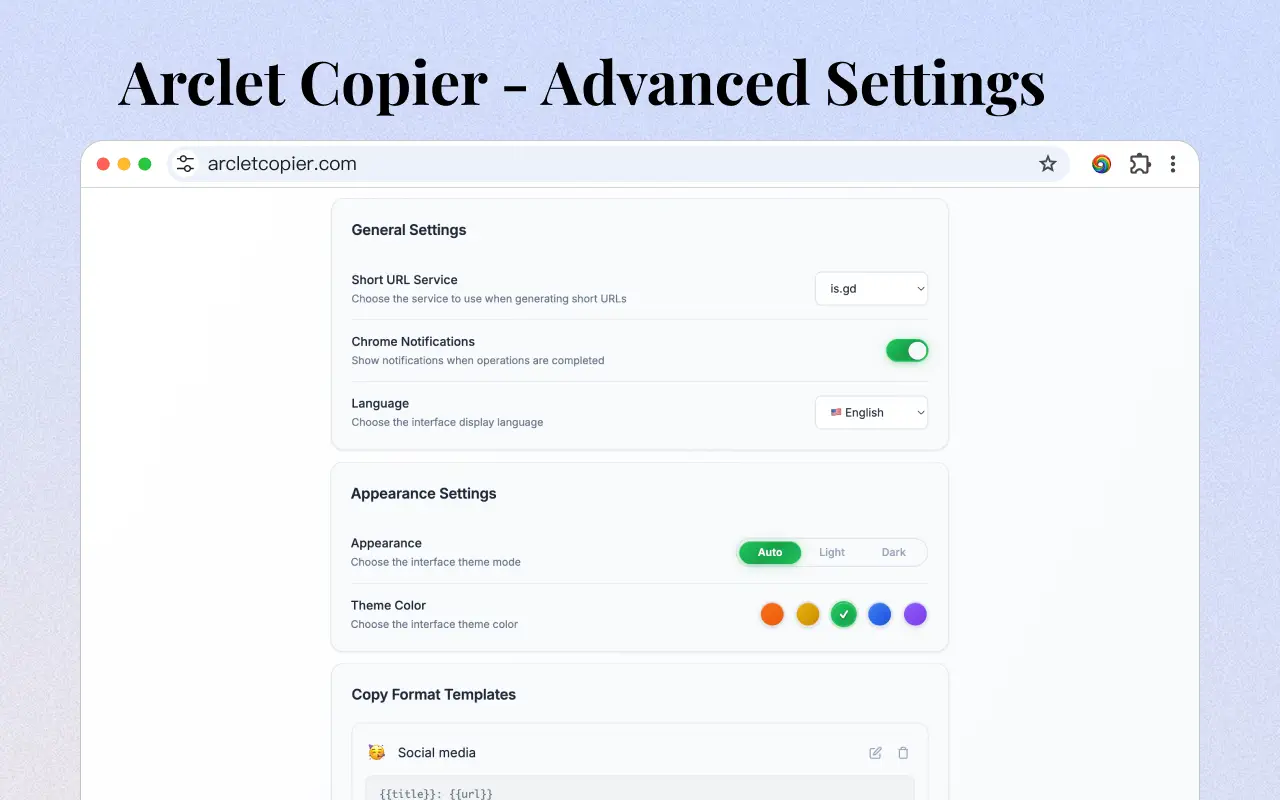 Arclet Copier - Advanced Settings
arcletcopier.com
General Settings
Short URL Service
Choose the service to use when generating short URLs
is.gd
Chrome Notifications
Show notifications when operations are completed
Language
Choose the interface display language
English
Appearance Settings
Appearance
Choose the interface theme mode
Auto Light Dark
Theme Color
Choose the interface theme color
Copy Format Templates
Social media
{{title}}: {{url}}